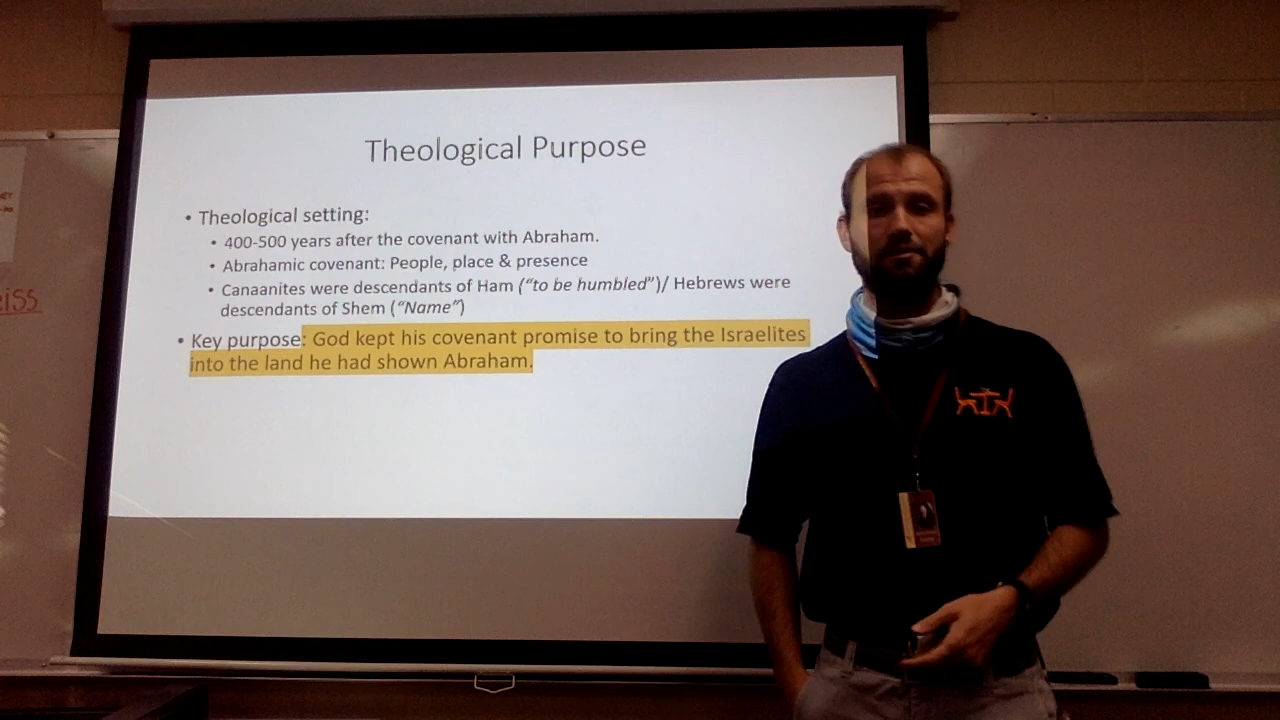 Theological Purpose
• Theological setting:
• 400-500 years after the covenant with Abraham.
• Abrahamic covenant: People, place & presence
• Canaanites were descendants of Ham (“to be humbled”)/ Hebrews were
descendants of Shem (“Name”)
• Key purpose: God kept his covenant promise to bring the Israelites
into the land he had shown Abraham.